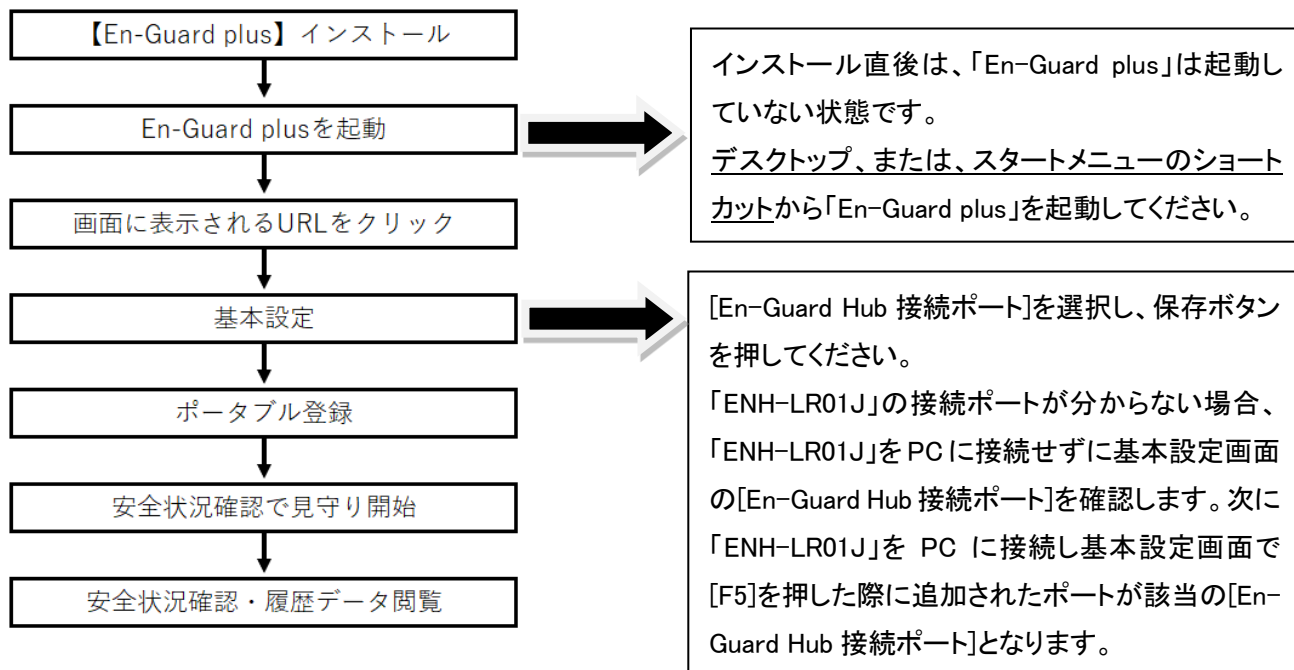 【En-Guard plus】インストール
En-Guard plusを起動
画面に表示されるURLをクリック
基本設定
ポータブル登録
安全状況確認で見守り開始
安全状況確認・履歴データ閲覧
インストール直後は、「En-Guard plus」は起動し
ていない状態です。
デスクトップ、または、スタートメニューのショート
カットから「En-Guard plus」を起動してください。
[En-Guard Hub 接続ポート]を選択し、保存ボタン
を押してください。
「ENH-LR01J」の接続ポートが分からない場合、
「ENH-LR01J」を PC に接続せずに基本設定画面
の[En-Guard Hub 接続ポート]を確認します。次に
「ENH-LR01J」を PC に接続し基本設定画面で
[F5]を押した際に追加されたポートが該当の[En-
Guard Hub 接続ポート]となります。